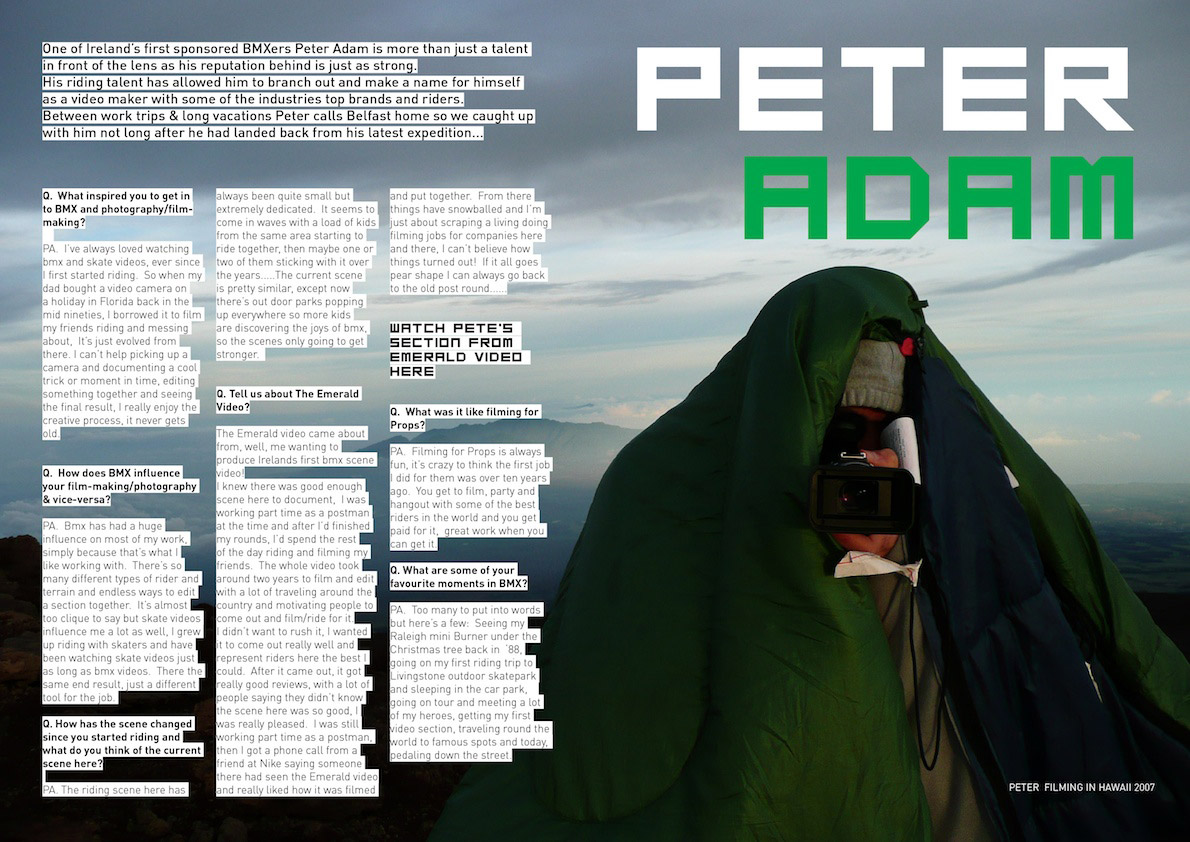 One of Ireland's first sponsored BMXers Peter Adam is more than just a talent
in front of the lens as his reputation behind is just as strong.
His riding talent has allowed him to branch out and make a name for himself
as a video maker with some of the industries top brands and riders.
Between work trips & long vacations Peter calls Belfast home so we caught up
with him not long after he had landed back from his latest expedition...
PETER
ADAM
Q. What inspired you to get in
to BMX and photography/film-
making?
PA. I've always loved watching
bmx and skate videos, ever since
I first started riding. So when my
dad bought a video camera on
a holiday in Florida back in the
mid nineties, I borrowed it to film
my friends riding and messing
about, It's just evolved from
there. I can't help picking up a
camera and documenting a cool
trick or moment in time, editing
something together and seeing
the final result, I really enjoy the
creative process, it never gets
old.
Q. How does BMX influence
your film-making/photography
& vice-versa?
PA. Bmx has had a huge
influence on most of my work,
simply because that's what I
like working with. There's so
many different types of rider and
terrain and endless ways to edit
a section together. It's almost
too clique to say but skate videos
influence me a lot as well, I grew
up riding with skaters and have
been watching skate videos just
as long as bmx videos. There the
same end result, just a different
tool for the job.
Q. How has the scene changed
since you started riding and
what do you think of the current
scene here?
PA. The riding scene here has
always been quite small but
extremely dedicated. It seems to
come in waves with a load of kids
from the same area starting to
ride together, then maybe one or
two of them sticking with it over
the years.....The current scene
is pretty similar, except now
there's out door parks popping
up everywhere so more kids
are discovering the joys of bmx,
so the scenes only going to get
stronger.
Q. Tell us about The Emerald
Video?
The Emerald video came about
from, well, me wanting to
produce Irelands first bmx scene
video!
I knew there was good enough
scene here to document, I was
working part time as a postman
at the time and after I'd finished
my rounds, I'd spend the rest
of the day riding and filming my
friends. The whole video took
around two years to film and edit
with a lot of traveling around the
country and motivating people to
come out and film/ride for it.
I didn't want to rush it, I wanted
it to come out really well and
represent riders here the best I
could. After it came out, it got
really good reviews, with a lot of
people saying they didn't know
the scene here was so good, I
was really pleased. I was still
working part time as a postman,
then I got a phone call from a
friend at Nike saying someone
there had seen the Emerald video
and really liked how it was filmed
and put together. From there
things have snowballed and I'm
just about scraping a living doing
filming jobs for companies here
and there, I can't believe how
things turned out! If it all goes
pear shape I can always go back
to the old post round......
WATCH PETE'S
SECTION FROM
EMERALD VIDEO
HERE
Q. What was it like filming for
Props?
PA. Filming for Props is always
fun, it's crazy to think the first job
I did for them was over ten years
ago. You get to film, party and
hangout with some of the best
riders in the world and you get
paid for it, great work when you
can get it.
Q. What are some of your
favourite moments in BMX?
PA. Too many to put into words
but here's a few: Seeing my
Raleigh mini Burner under the
Christmas tree back in '88,
going on my first riding trip to
Livingstone outdoor skatepark
and sleeping in the car park,
going on tour and meeting a lot
of my heroes, getting my first
video section, traveling round the
world to famous spots and today,
pedaling down the street.
PETER FILMING IN HAWAII 2007